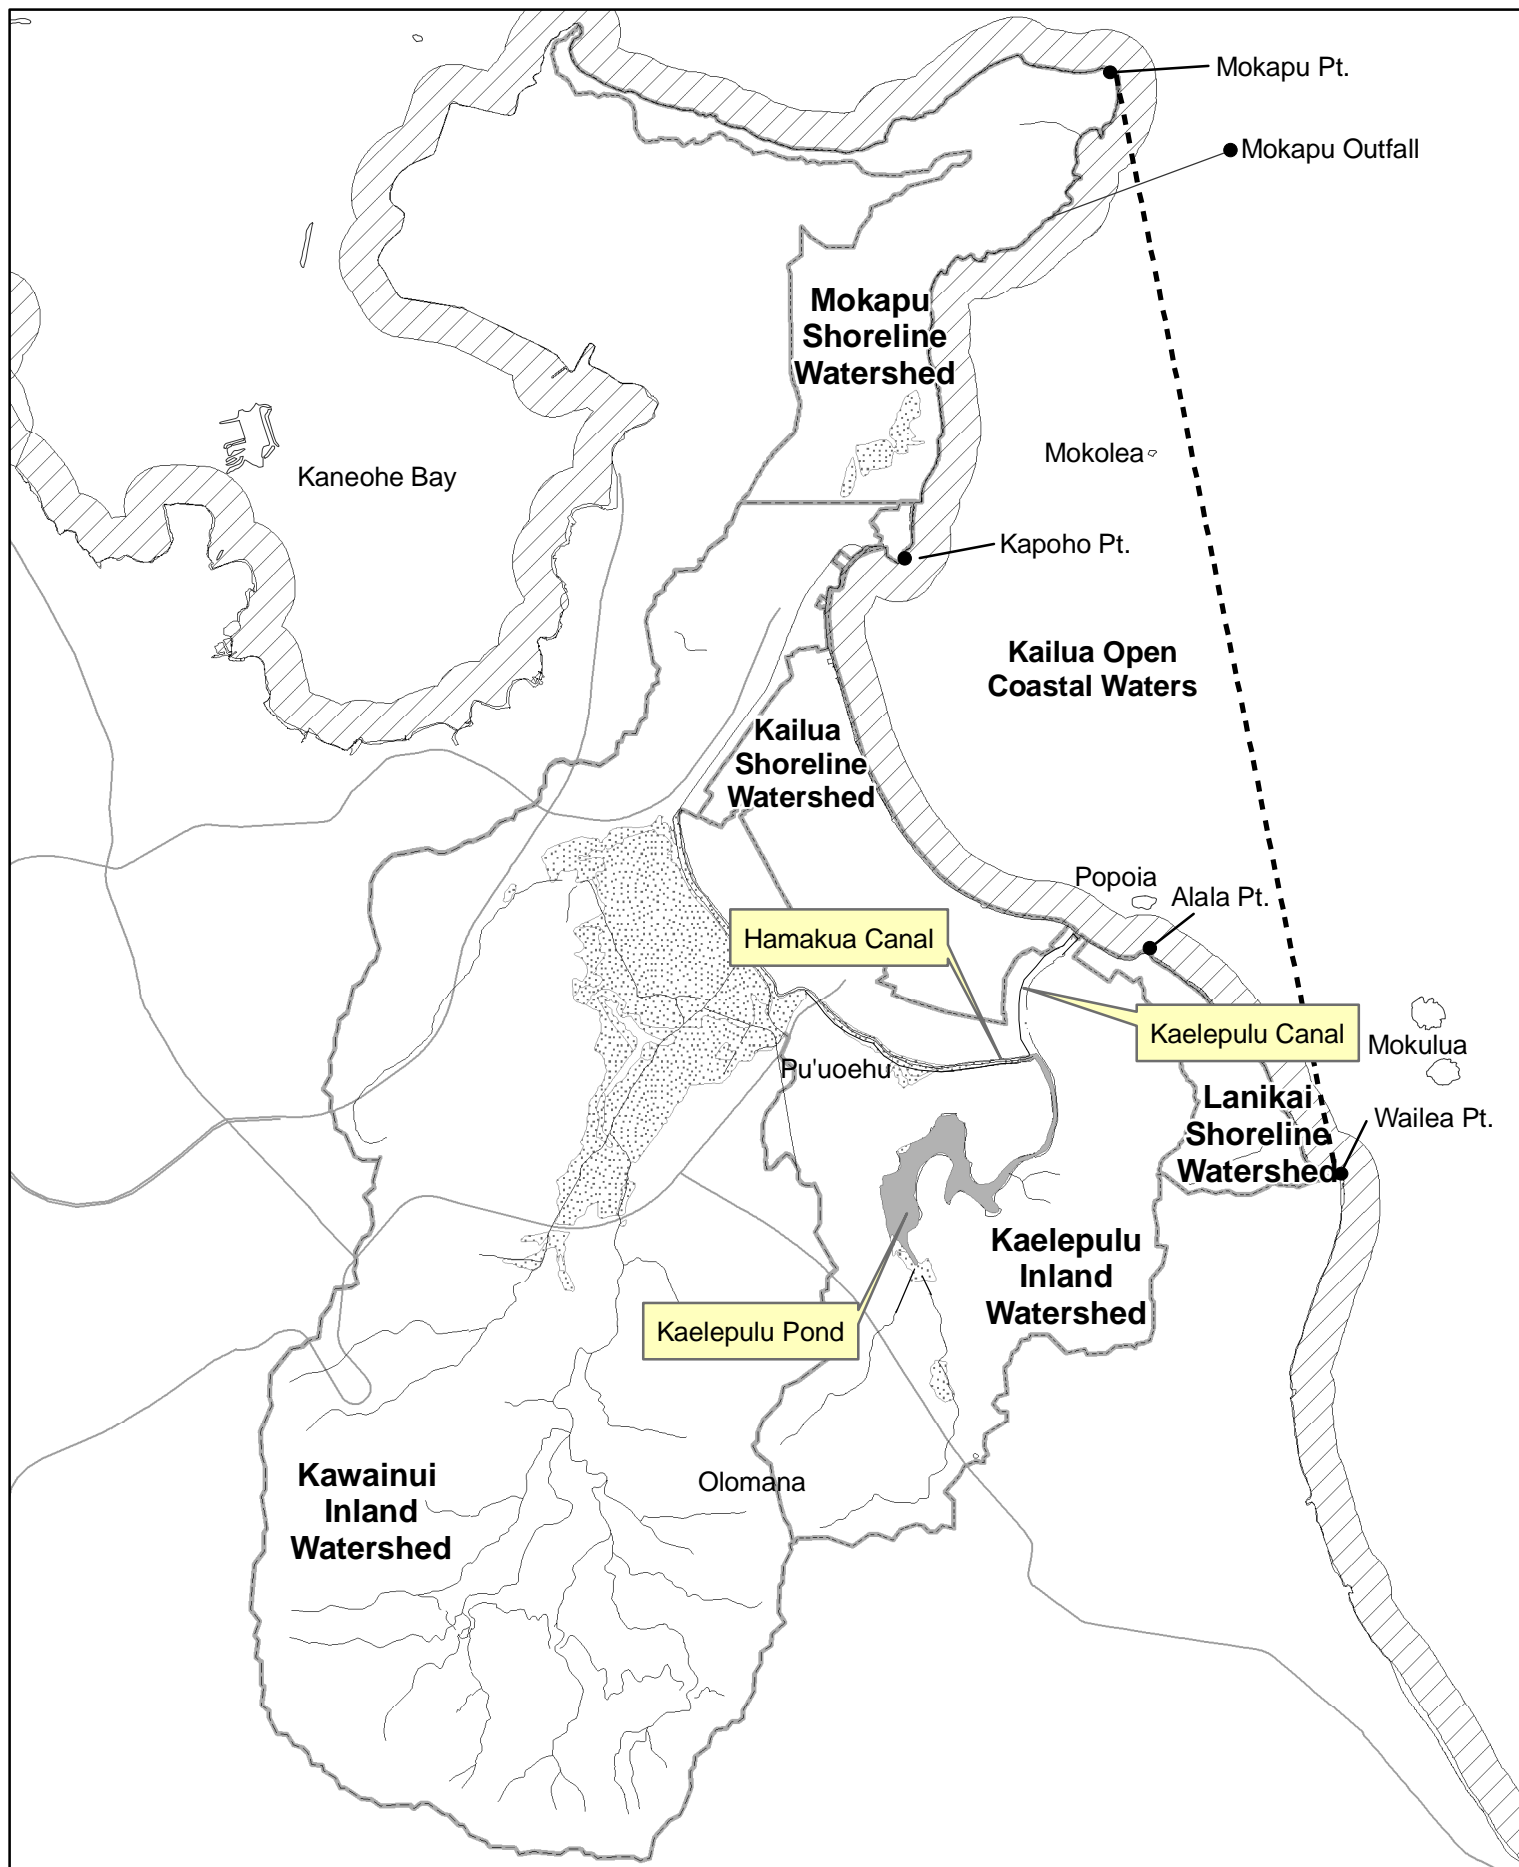 Mokapu Pt.
Mokapu Outfall
Mokapu
Shoreline
Watershed
Mokolea
Kaneohe Bay
Kapoho Pt.
Kailua Open
Coastal Waters
Kailua
Shoreline
Watershed
Popoia
Alala Pt.
Hamakua Canal
Kaelepulu Canal
Mokulua
Pu'uoehu
Lanikai
Shoreline
Watershed
Wailea Pt.
Kaelepulu
Inland
Watershed
Kaelepulu Pond
Kawainui
Inland
Watershed
Olomana